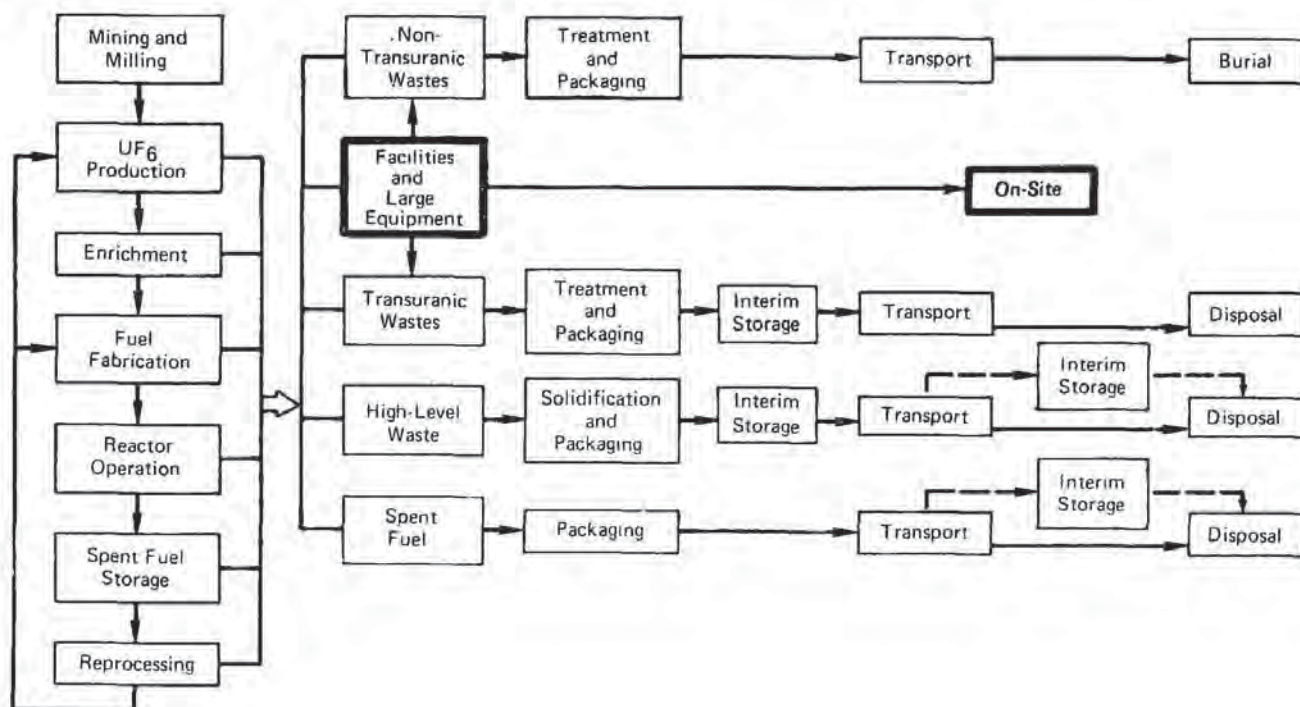 Mining and
Milling
UF6
Production
Enrichment
Fuel
Fabrication
Reactor
Operation
Spent Fuel
Storage
Reprocessing
.Non-
Transuranic
Wastes
Treatment
and
Packaging
Transport
Burial
Facilities
and
Large
Equipment
On-Site
Transuranic
Wastes
Treatment
and
Packaging
Interim
Storage
Transport
Disposal
High-Level
Waste
Solidification
and
Packaging
Interim
Storage
Transport
Interim
Storage
Disposal
Spent
Fuel
Packaging
Transport
Interim
Storage
Disposal